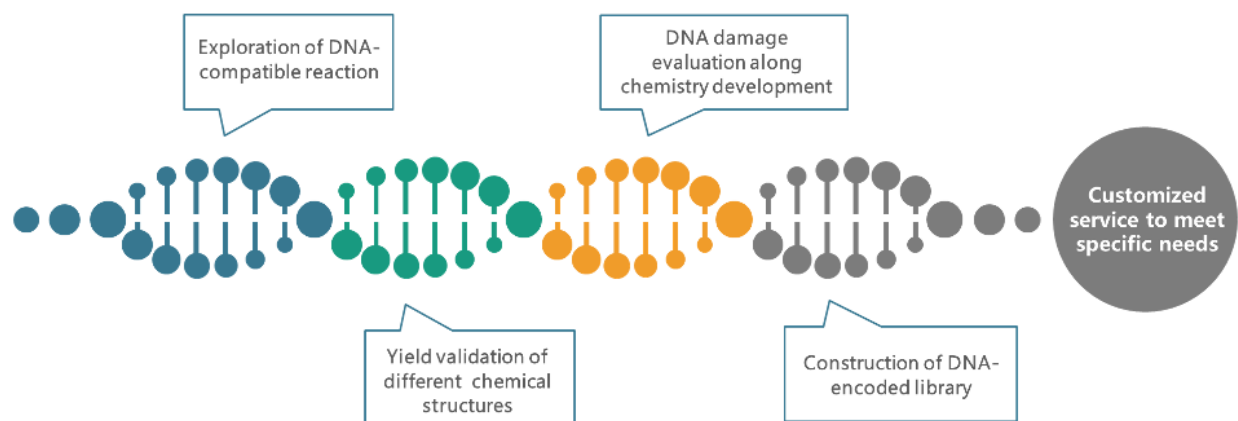 Exploration of DNA-
compatible reaction
DNA damage
evaluation along
chemistry development
Customized
service to meet
specific needs
Yield validation of
different chemical
structures
Construction of DNA-
encoded library